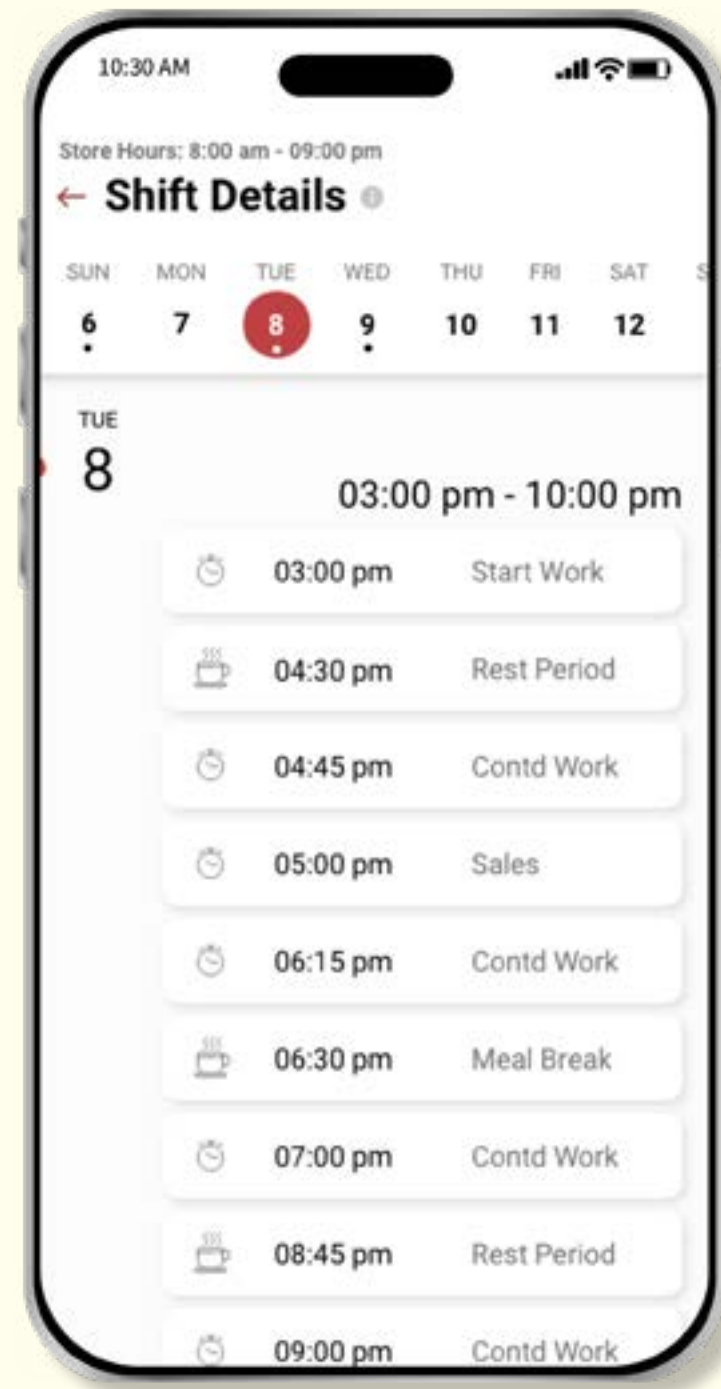 10:30 AM
Store Hours: 8:00 am - 09:00 pm
← Shift Details
SUN MON TUE WED THU FRI SAT S
6 7 8 9 10 11 12
TUE
8
03:00 pm - 10:00 pm
03:00 pm Start Work
04:30 pm Rest Period
04:45 pm Contd Work
05:00 pm Sales
06:15 pm Contd Work
06:30 pm Meal Break
07:00 pm Contd Work
08:45 pm Rest Period
09:00 pm Contd Work